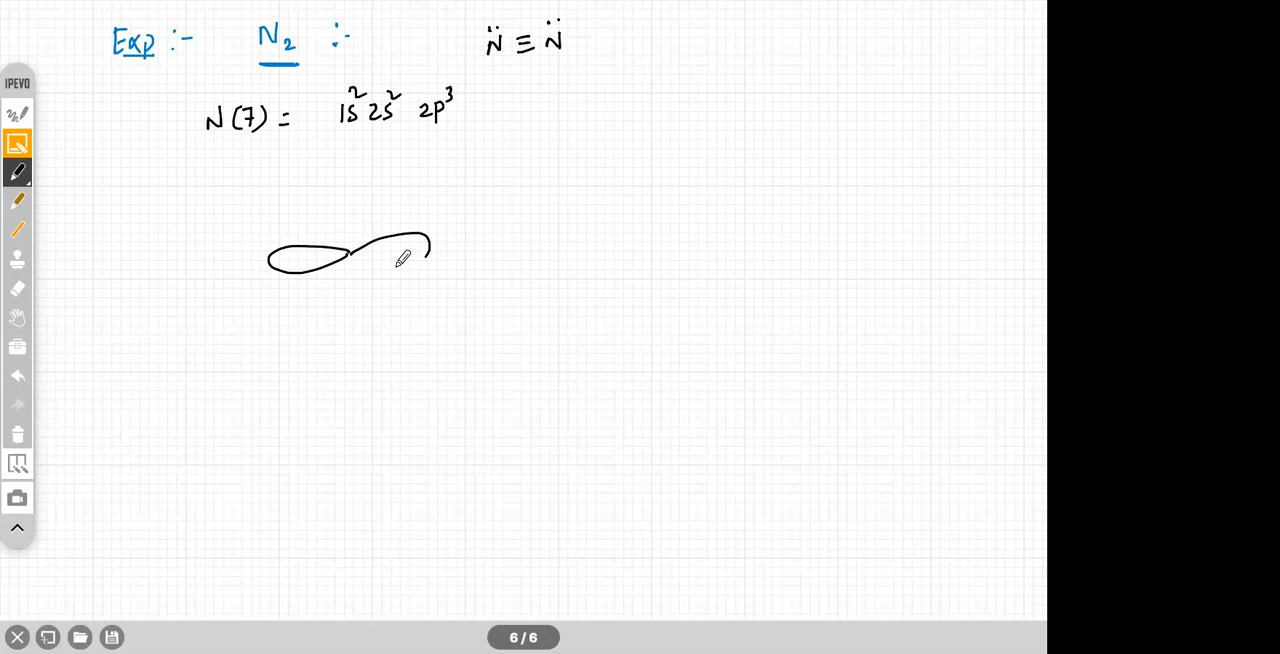 Exp :- N₂ :- N̈ ≡ N̈
N(7) = 1s² 2s² 2p³
IPEVO
6 / 6